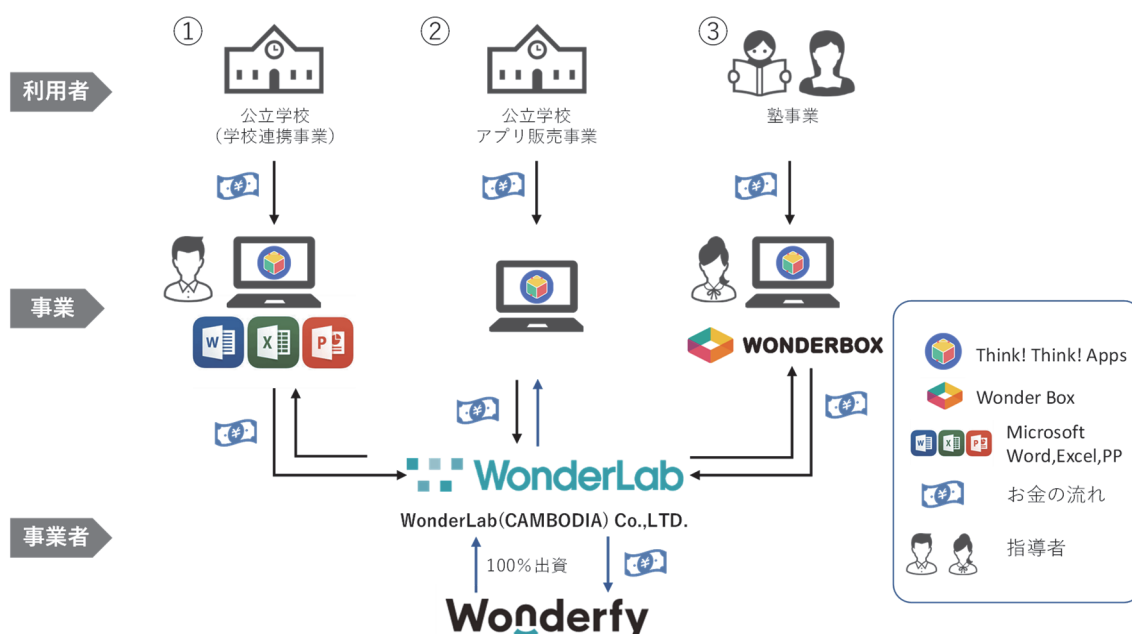 ①
②
③
利用者
公立学校
（学校連携事業）
公立学校
アプリ販売事業
塾事業
¥
¥
¥
事業
W
X
P
WONDERBOX
¥
¥
¥
WonderLab
事業者
WonderLab(CAMBODIA) Co.,LTD.
100%出資
¥
Wonderfy
Think! Think! Apps
Wonder Box
W
X
P
Microsoft
Word,Excel,PP
¥
お金の流れ
指導者